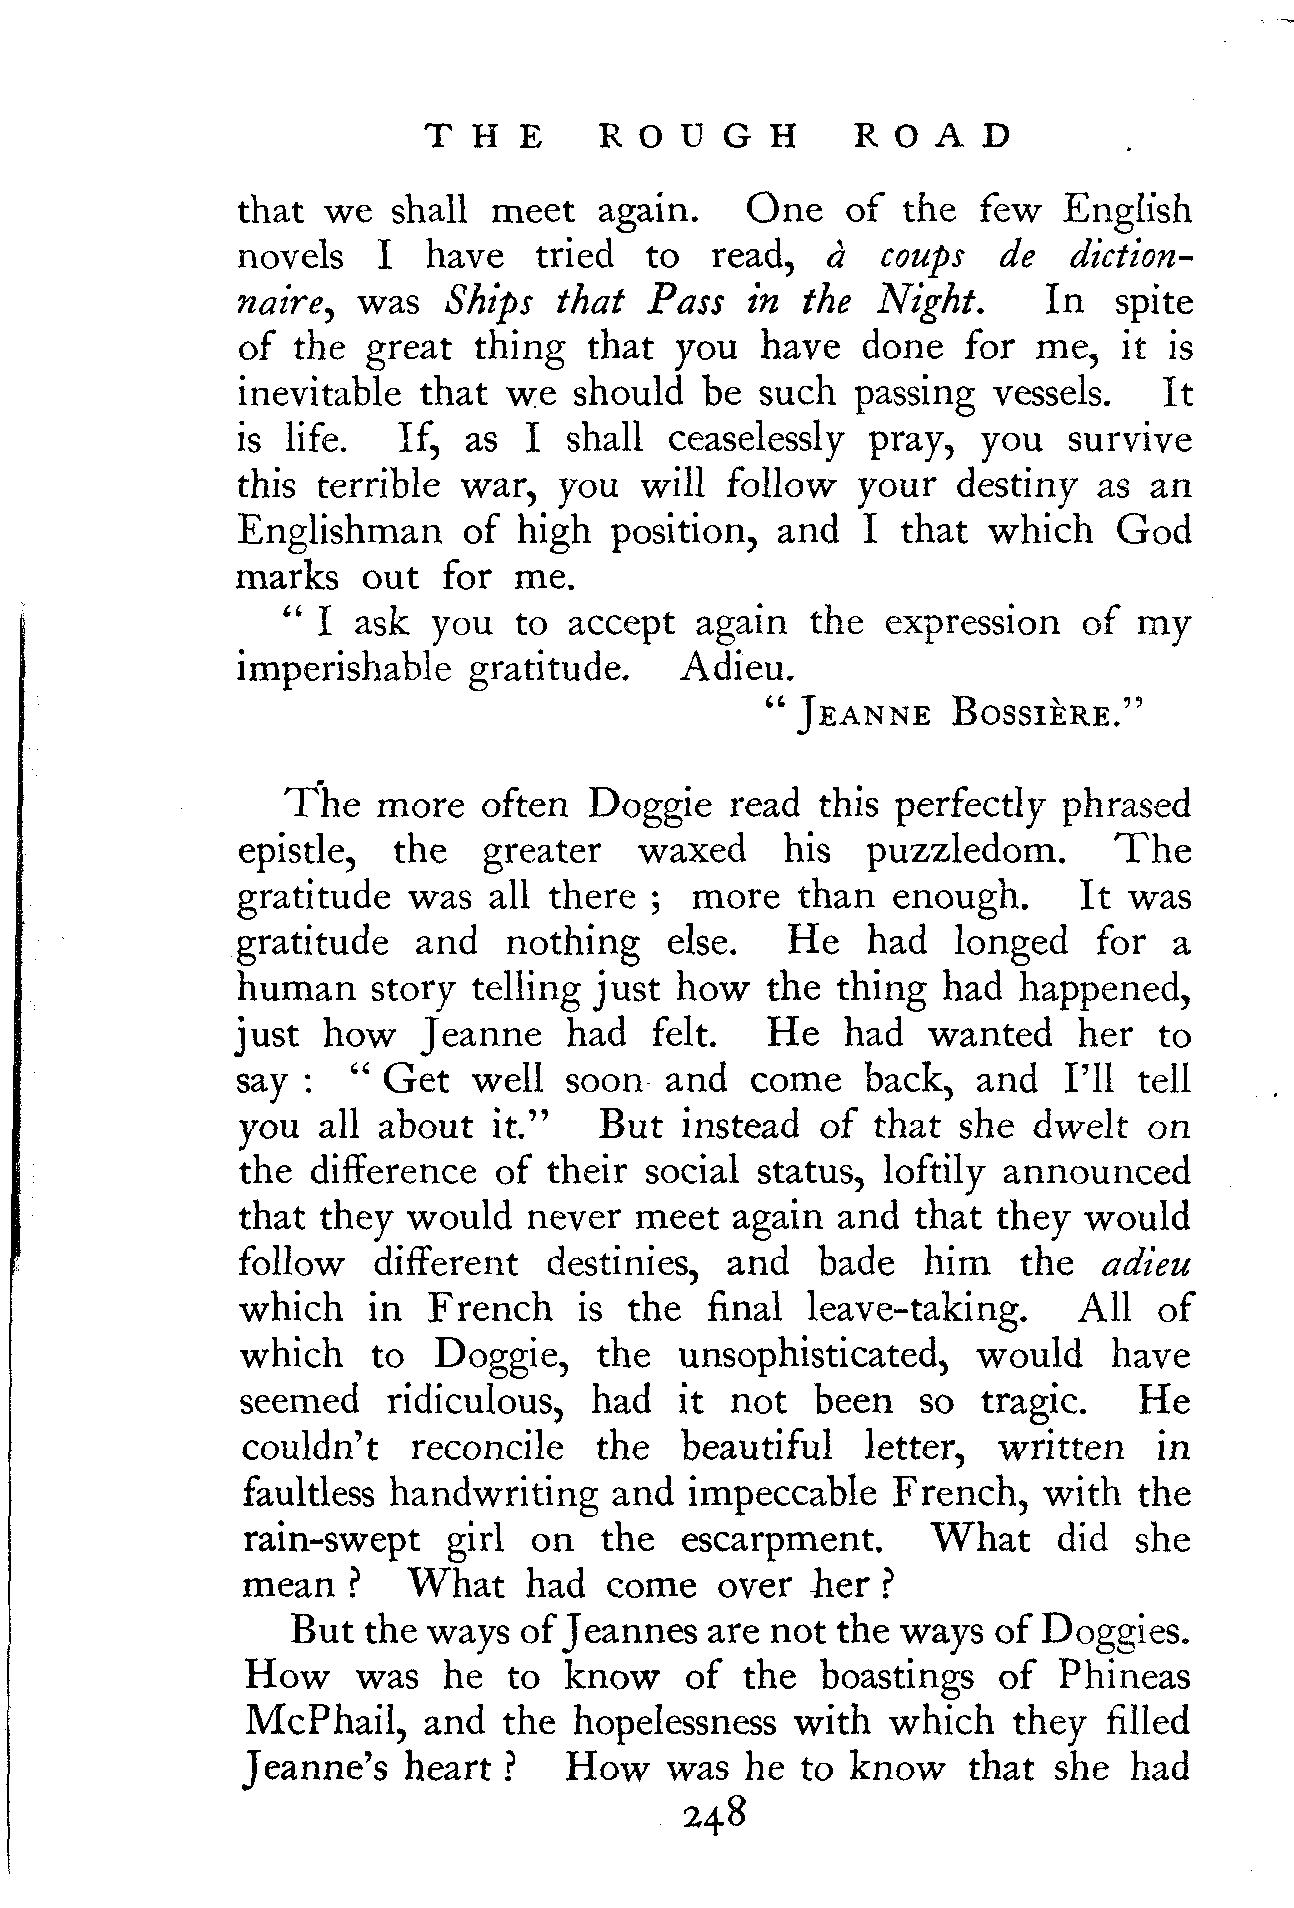 THE ROUGH ROAD
that we shall meet again. One of the few English
novels I have tried to read, à coups de diction-
naire, was Ships that Pass in the Night. In spite
of the great thing that you have done for me, it is
inevitable that we should be such passing vessels. It
is life. If, as I shall ceaselessly pray, you survive
this terrible war, you will follow your destiny as an
Englishman of high position, and I that which God
marks out for me.
“ I ask you to accept again the expression of my
imperishable gratitude. Adieu.
“ JEANNE BOSSIÈRE.”
The more often Doggie read this perfectly phrased
epistle, the greater waxed his puzzledom. The
gratitude was all there ; more than enough. It was
gratitude and nothing else. He had longed for a
human story telling just how the thing had happened,
just how Jeanne had felt. He had wanted her to
say : “ Get well soon and come back, and I’ll tell
you all about it.” But instead of that she dwelt on
the difference of their social status, loftily announced
that they would never meet again and that they would
follow different destinies, and bade him the adieu
which in French is the final leave-taking. All of
which to Doggie, the unsophisticated, would have
seemed ridiculous, had it not been so tragic. He
couldn’t reconcile the beautiful letter, written in
faultless handwriting and impeccable French, with the
rain-swept girl on the escarpment. What did she
mean ? What had come over her ?
But the ways of Jeannes are not the ways of Doggies.
How was he to know of the boastings of Phineas
McPhail, and the hopelessness with which they filled
Jeanne’s heart ? How was he to know that she had
248